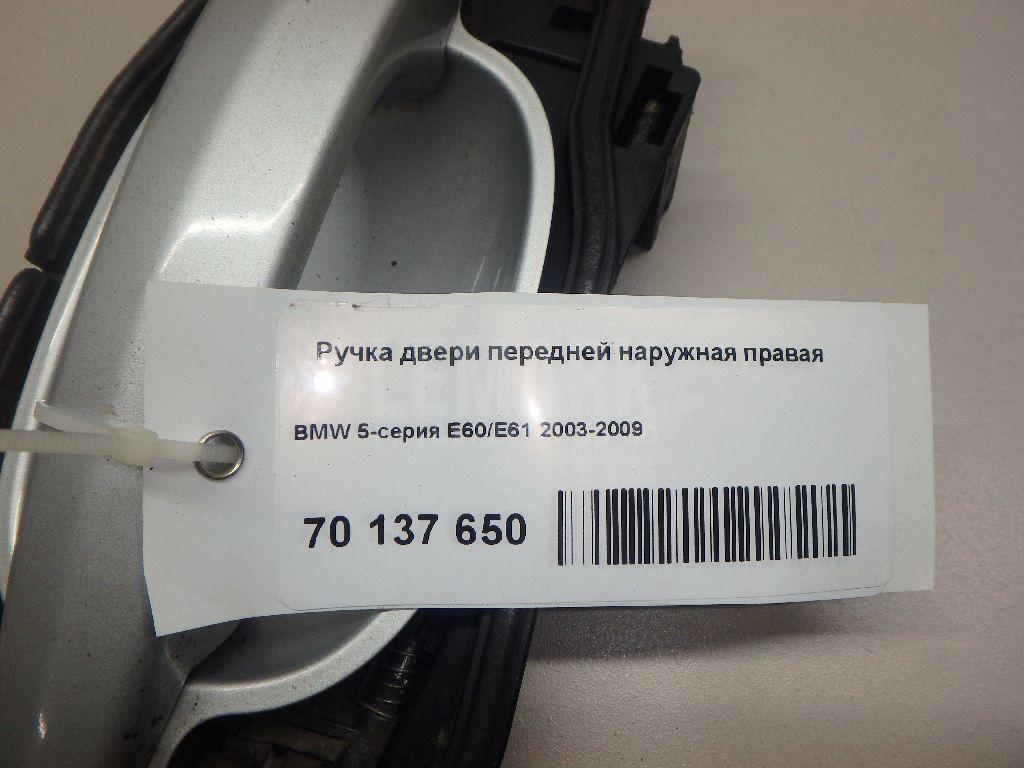 Ручка двери передней наружная правая
BMW 5-серия E60/E61 2003-2009
70 137 650